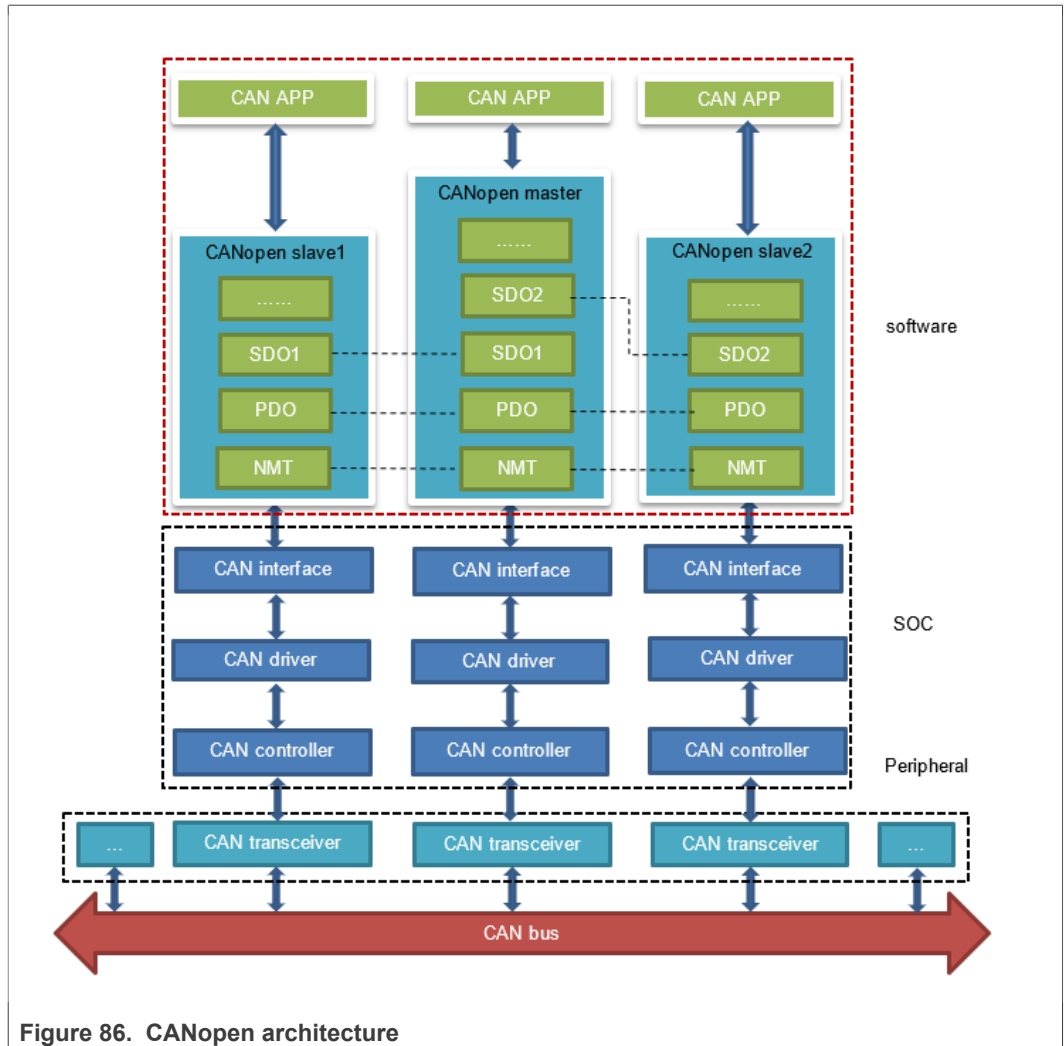 CAN APP
CAN APP
CAN APP
CANopen master
CANopen slave1
CANopen slave2
......
......
......
SDO2
SDO1
SDO1
SDO2
software
PDO
PDO
PDO
NMT
NMT
NMT
CAN interface
CAN interface
CAN interface
SOC
CAN driver
CAN driver
CAN driver
CAN controller
CAN controller
CAN controller
Peripheral
...
CAN transceiver
CAN transceiver
CAN transceiver
...
CAN bus
Figure 86. CANopen architecture